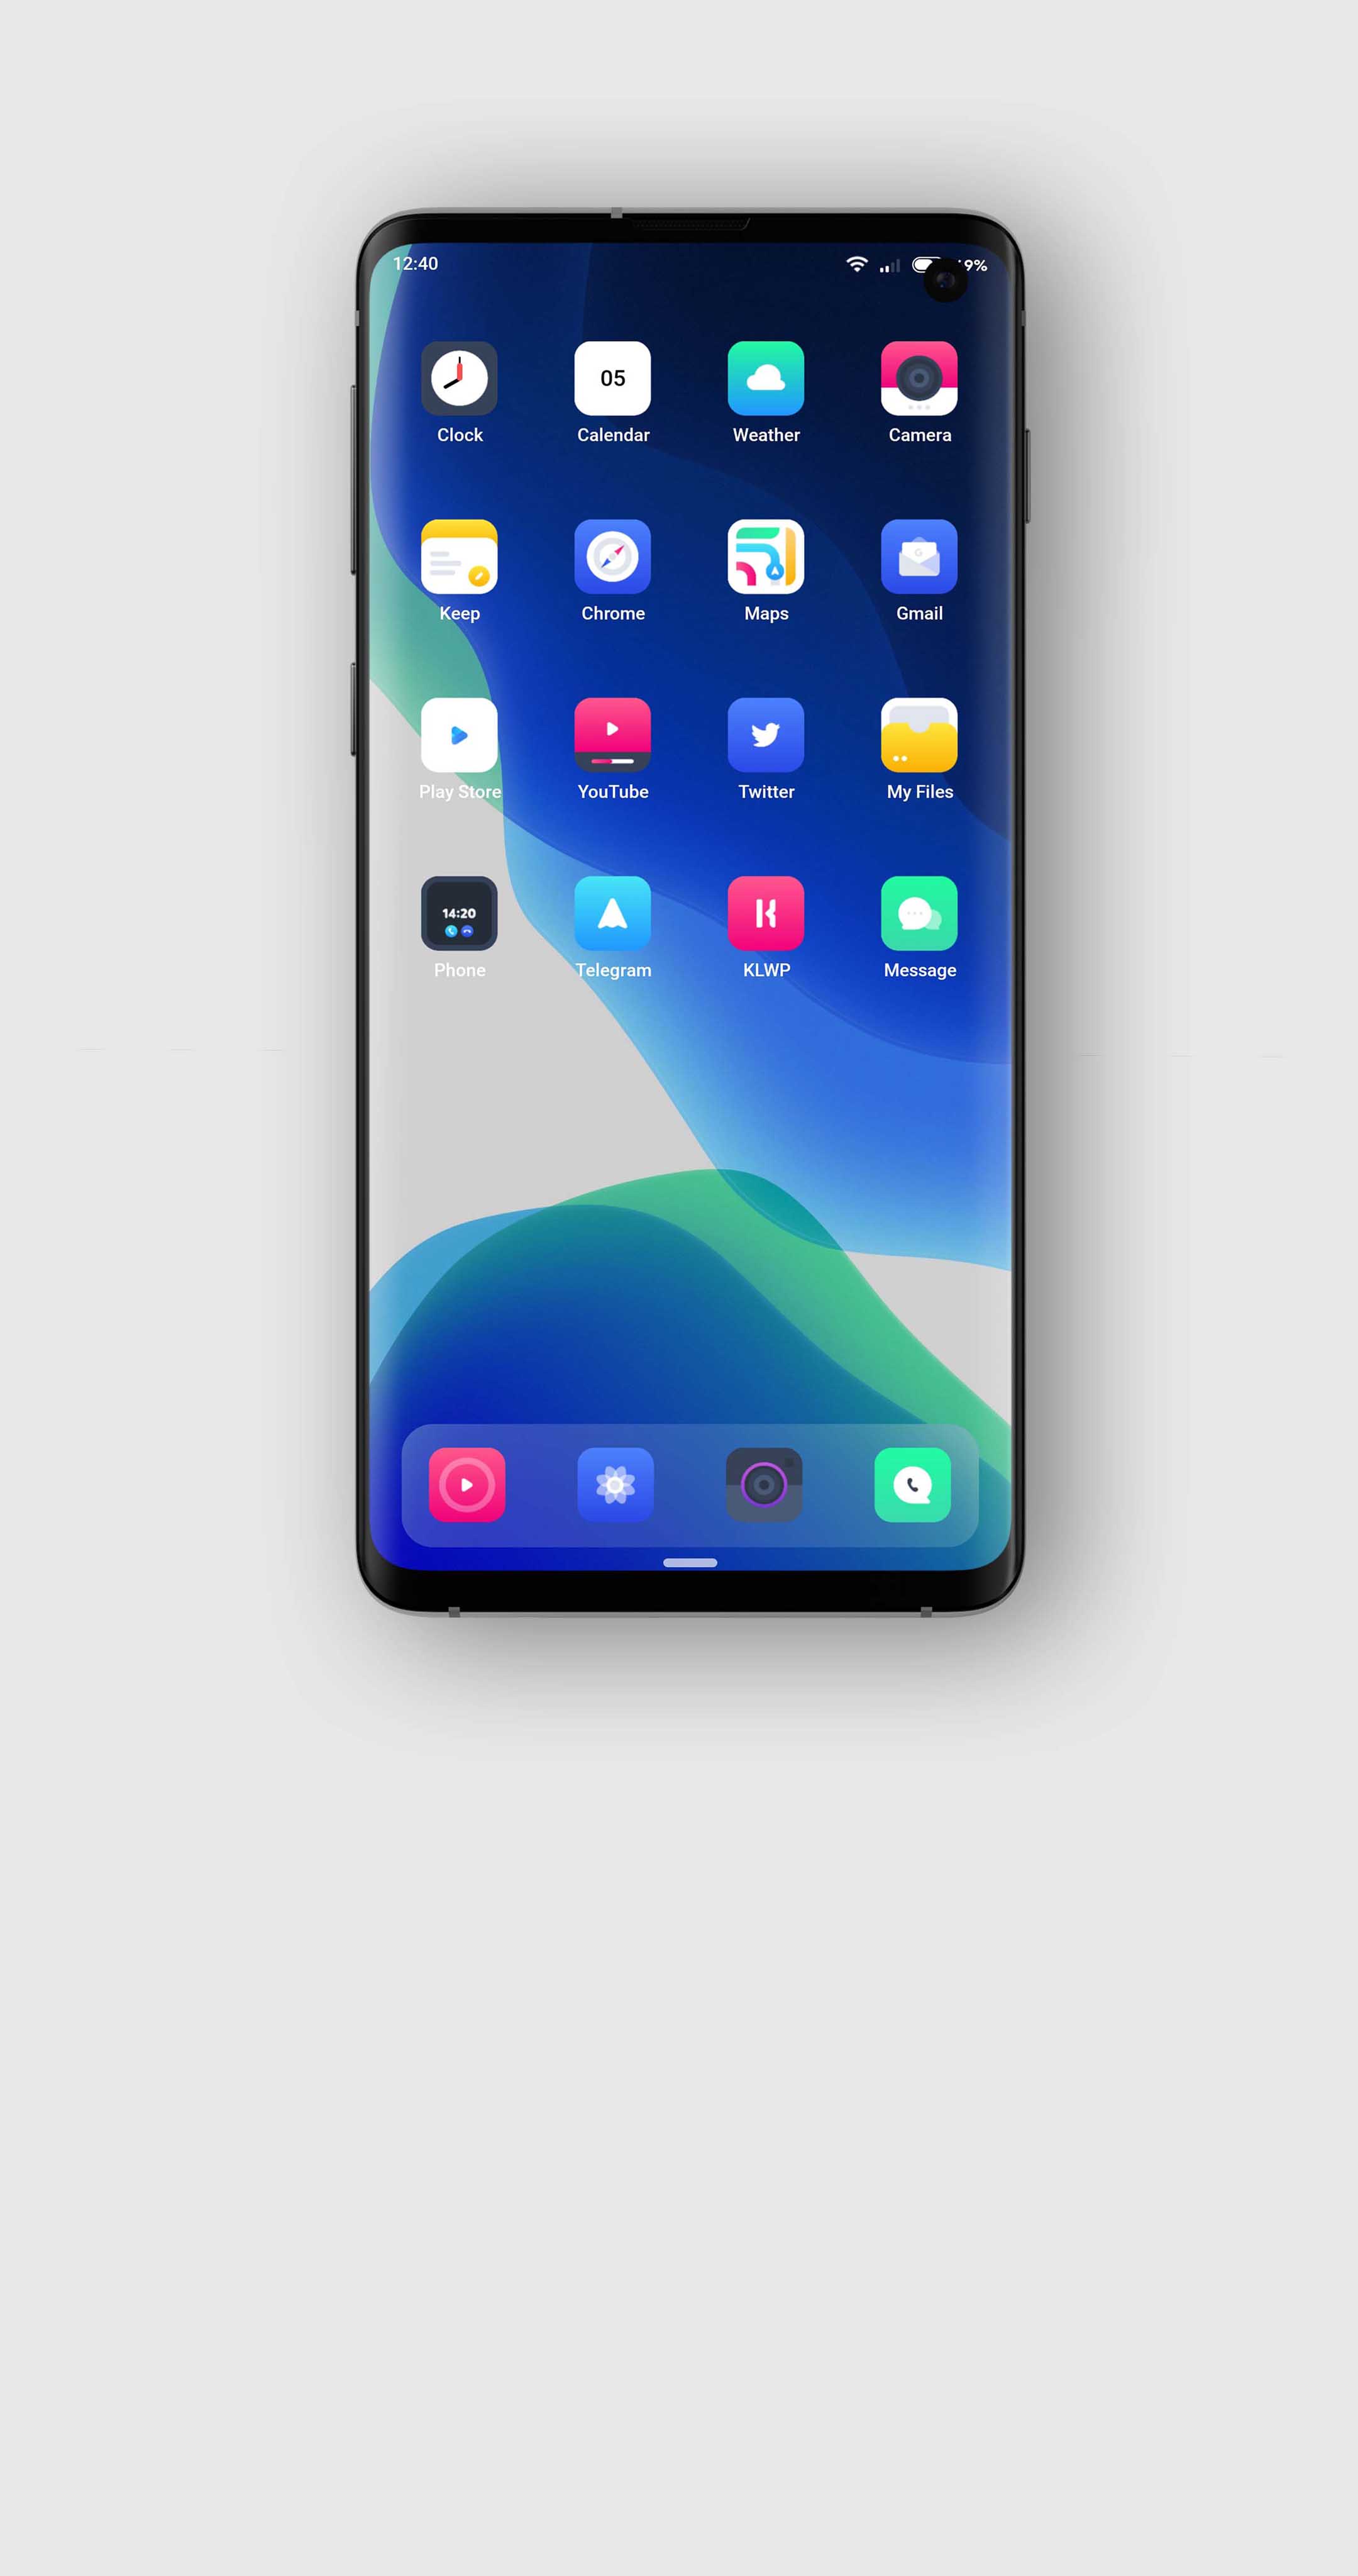 12:40
05
Clock Calendar Weather Camera
G
Keep Chrome Maps Gmail
Play Store YouTube Twitter My Files
14:20
Phone Telegram KLWP Message